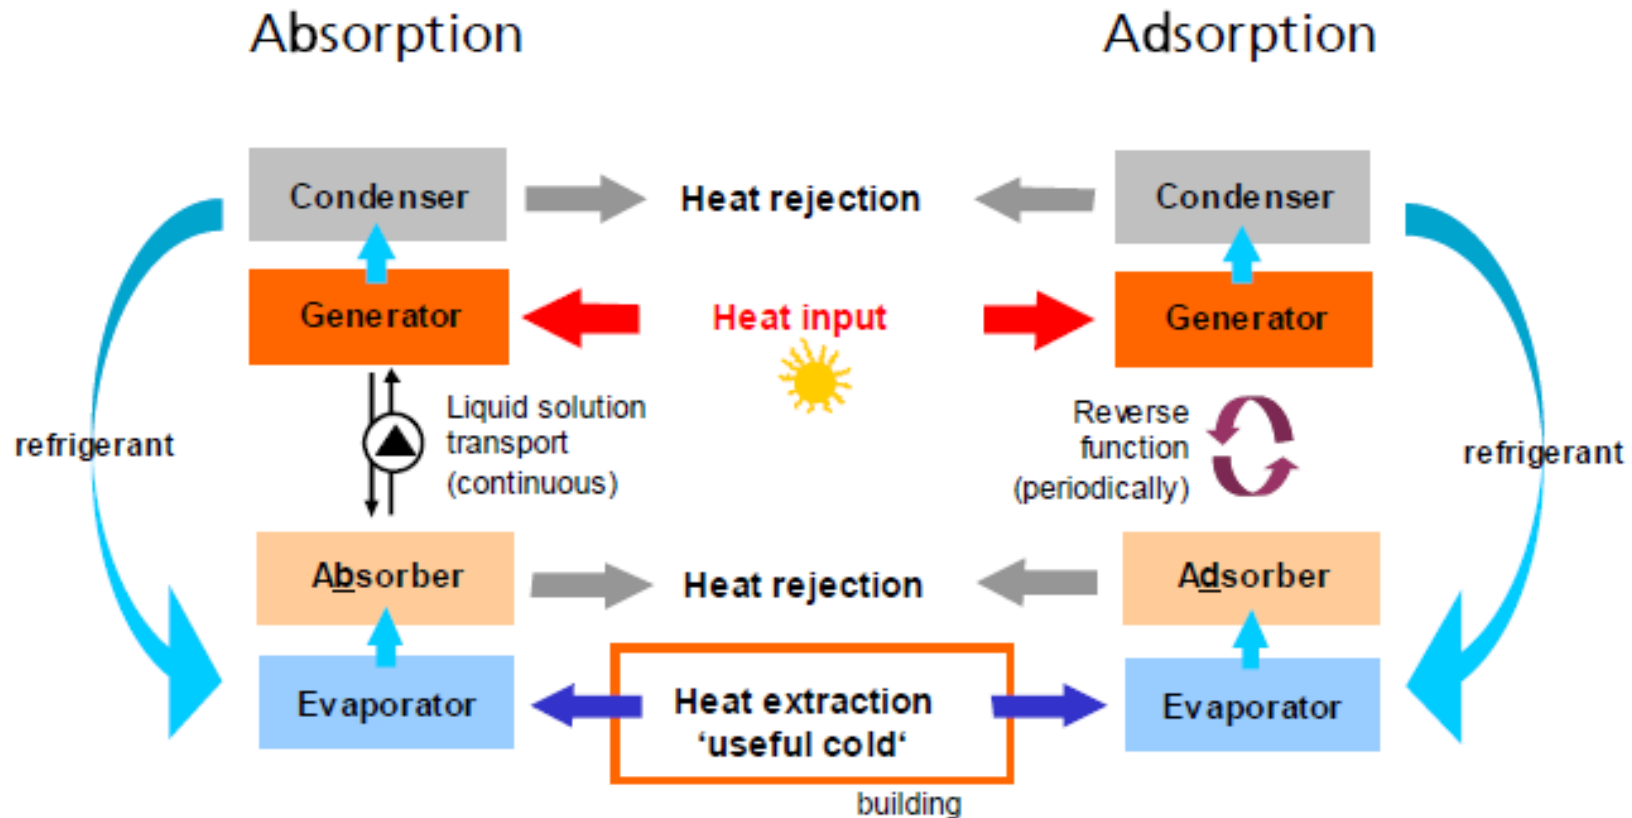 Absorption
Adsorption
Condenser
Heat rejection
Condenser
Generator
Heat input
Generator
Liquid solution
transport
(continuous)
Reverse
function
(periodically)
refrigerant
refrigerant
Absorber
Heat rejection
Adsorber
Evaporator
Heat extraction
‘useful cold‘
Evaporator
building